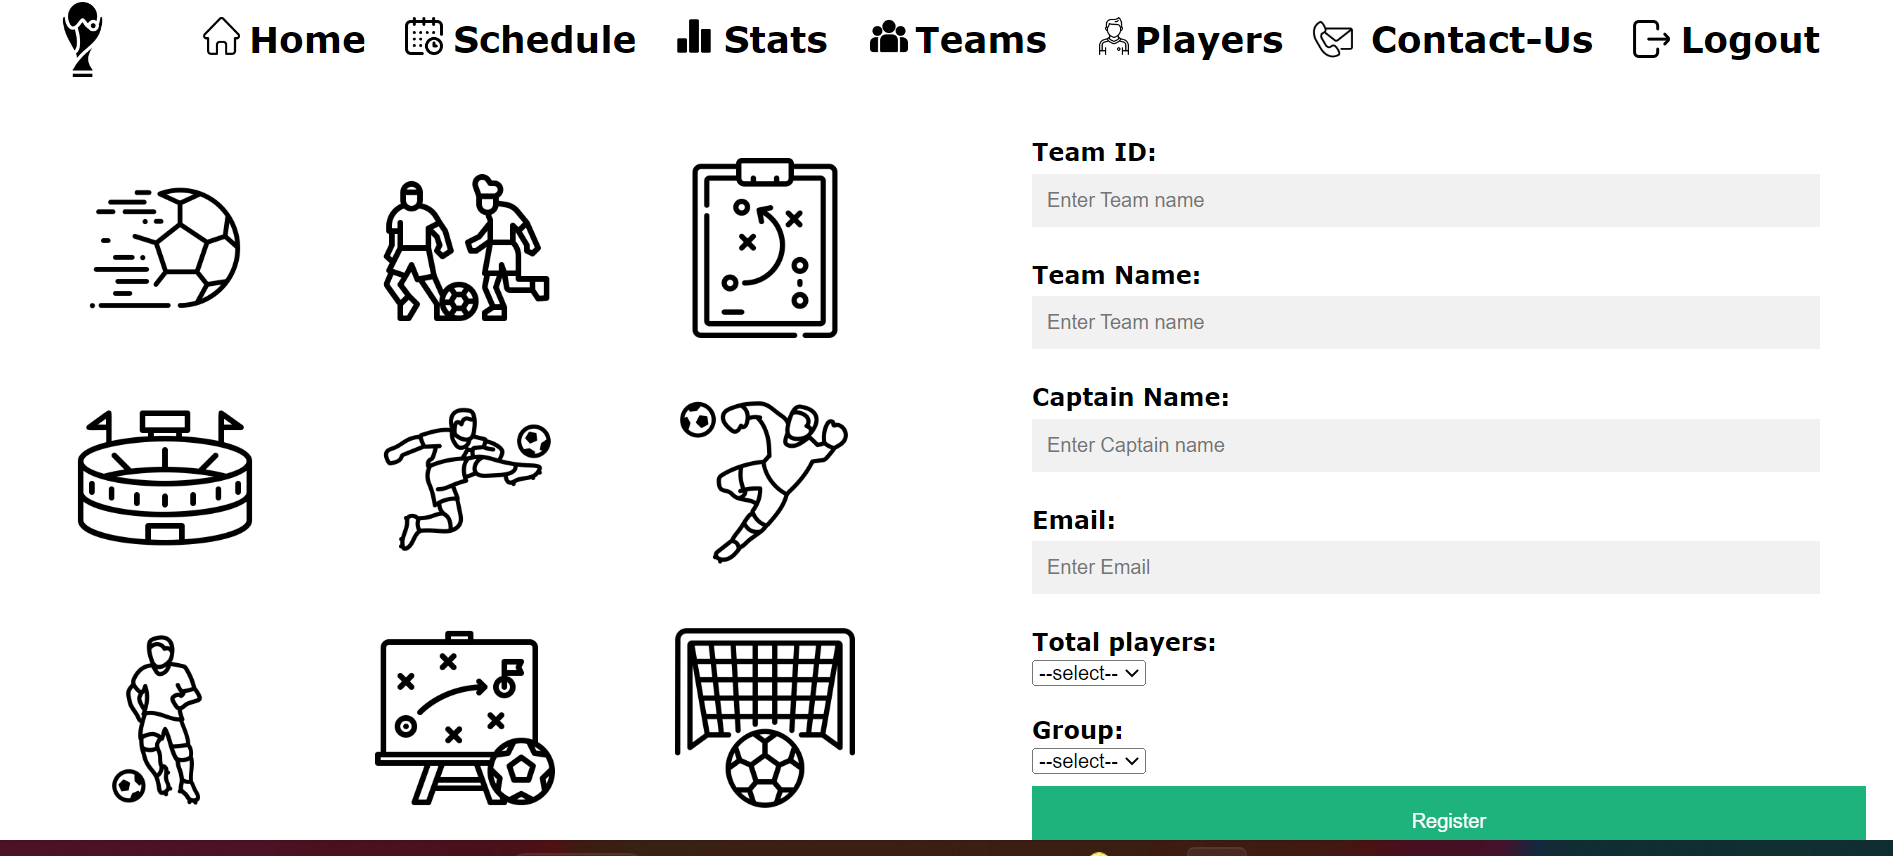 Home Schedule Stats Teams Players Contact-Us Logout
Team ID:
Enter Team name
Team Name:
Enter Team name
Captain Name:
Enter Captain name
Email:
Enter Email
Total players:
--select--
Group:
--select--
Register